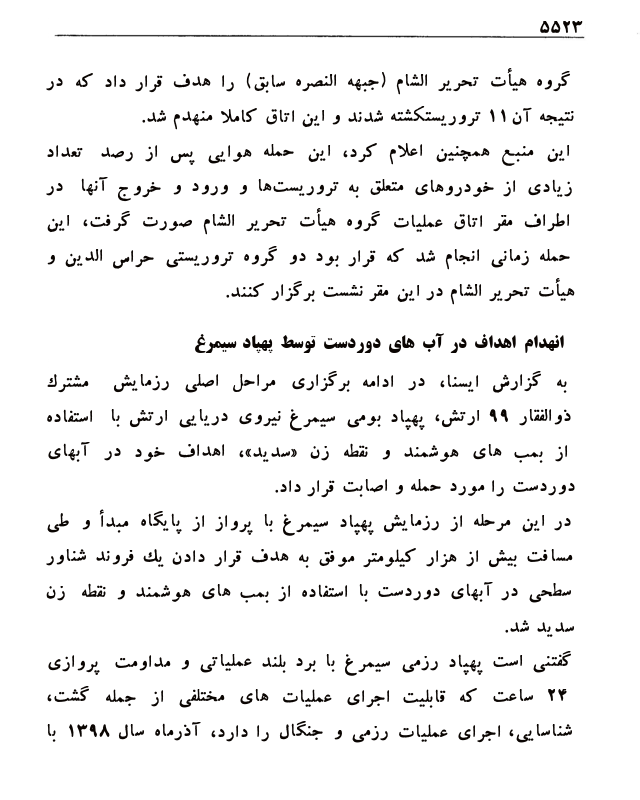 ۵۵۲۳
گروه هیأت تحریر الشام (جبهه النصره سابق) را هدف قرار داد که در
نتیجه آن ۱۱ تروریستکشته شدند و این اتاق کاملا منهدم شد.
این منبع همچنین اعلام کرد، این حمله هوایی پس از رصد تعداد
زیادی از خودروهای متعلق به تروریست‌ها و ورود و خروج آنها در
اطراف مقر اتاق عملیات گروه هیأت تحریر الشام صورت گرفت، این
حمله زمانی انجام شد که قرار بود دو گروه تروریستی حراس الدین و
هیأت تحریر الشام در این مقر نشست برگزار کنند.
انهدام اهداف در آب های دوردست توسط پهپاد سیمرغ
به گزارش ایسنا، در ادامه برگزاری مراحل اصلی رزمایش مشترك
ذوالفقار ۹۹ ارتش، پهپاد بومی سیمرغ نیروی دریایی ارتش با استفاده
از بمب های هوشمند و نقطه زن «سدید»، اهداف خود در آبهای
دوردست را مورد حمله و اصابت قرار داد.
در این مرحله از رزمایش پهپاد سیمرغ با پرواز از پایگاه مبدأ و طی
مسافت بیش از هزار کیلومتر موفق به هدف قرار دادن یك فروند شناور
سطحی در آبهای دوردست با استفاده از بمب های هوشمند و نقطه زن
سدید شد.
گفتنی است پهپاد رزمی سیمرغ با برد بلند عملیاتی و مداومت پروازی
۲۴ ساعت که قابلیت اجرای عملیات های مختلفی از جمله گشت،
شناسایی، اجرای عملیات رزمی و جنگال را دارد، آذرماه سال ۱۳۹۸ با